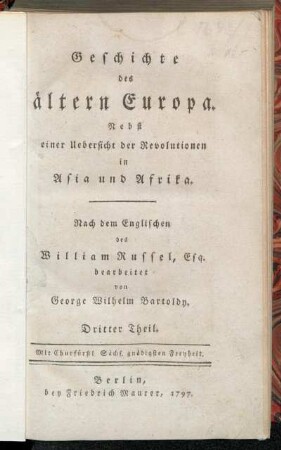 Geschichte
des
ältern Europa.
Nebst
einer Uebersicht der Revolutionen
in
Asia und Afrika.
Nach dem Englischen
des
William Russel, Esq.
bearbeitet
von
George Wilhelm Bartoldy.
Dritter Theil.
Mit Churfürstl. Sächs. gnädigsten Freyheit.
Berlin,
bey Friedrich Maurer, 1797.